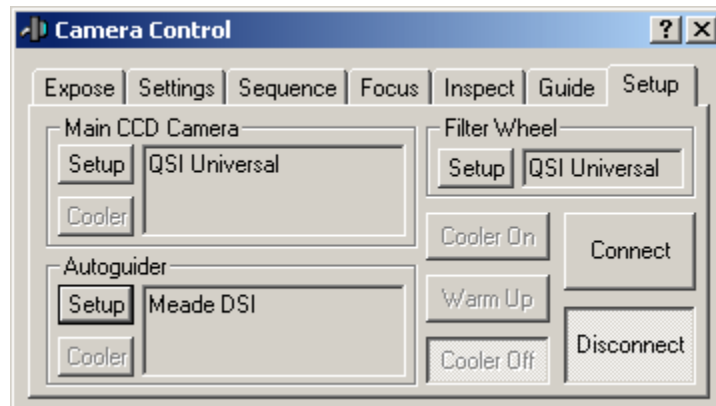 Camera Control
?
Expose Settings Sequence Focus Inspect Guide Setup
Main CCD Camera
Setup QSI Universal
Cooler
Autoguider
Setup Meade DSI
Cooler
Filter Wheel
Setup QSI Universal
Cooler On
Connect
Warm Up
Cooler Off
Disconnect